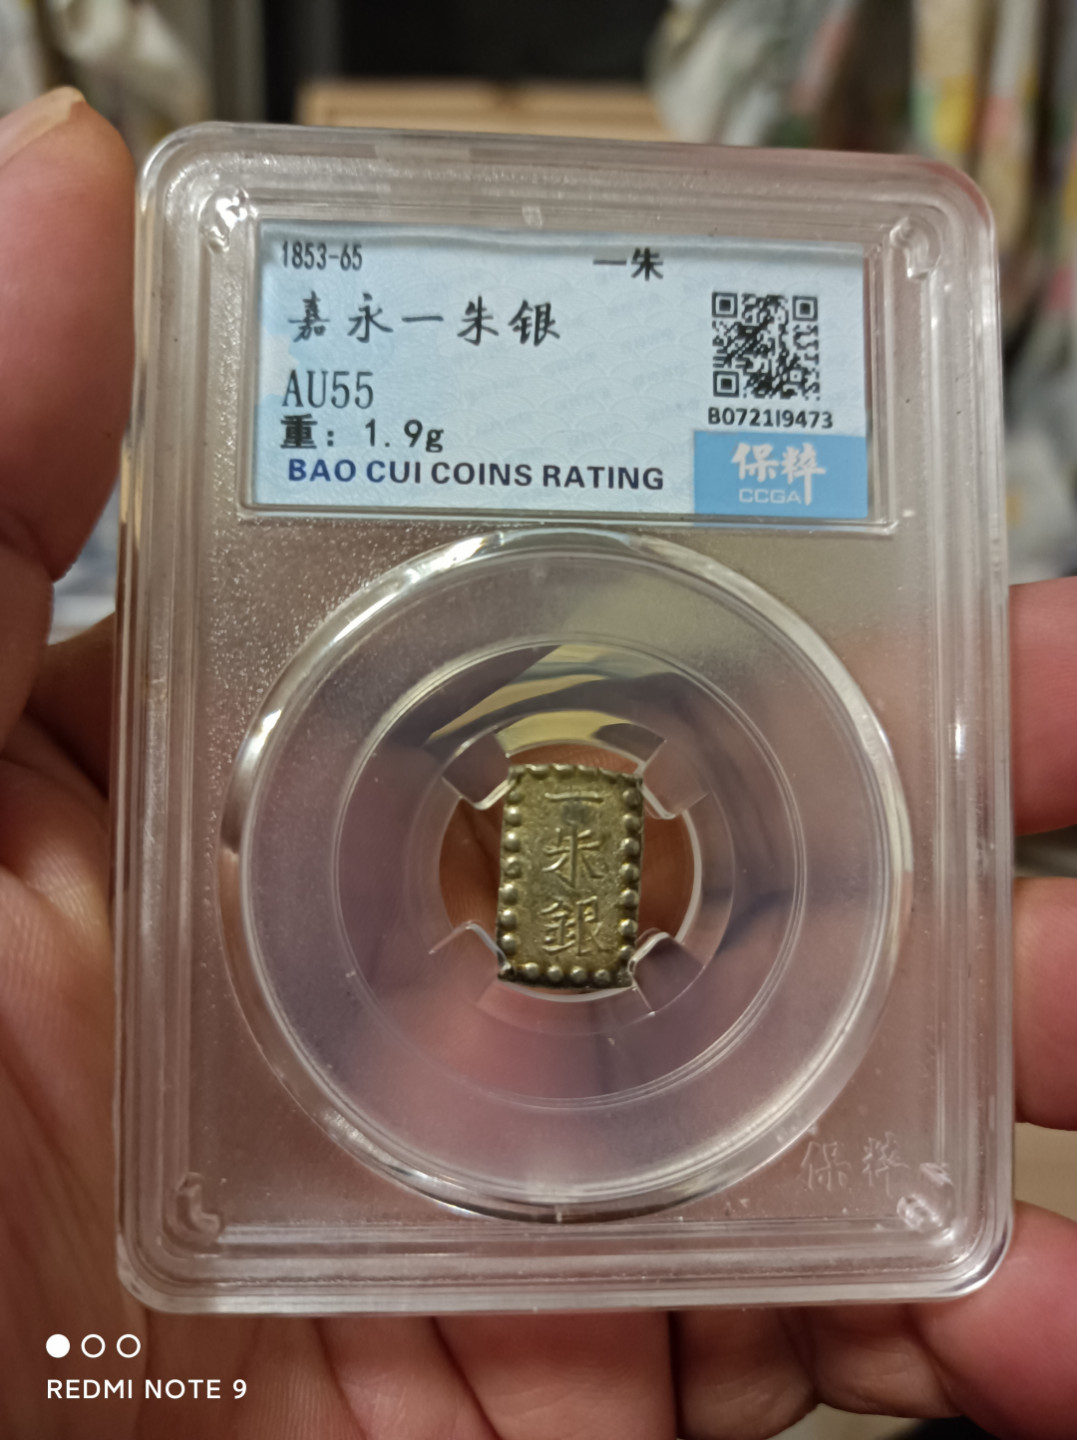 1853-65 一朱
嘉永一朱银
AU55
重：1.9g
B0721I9473
BAO CUI COINS RATING
保粹
CCGA
一
朱
銀
保粹
REDMI NOTE 9